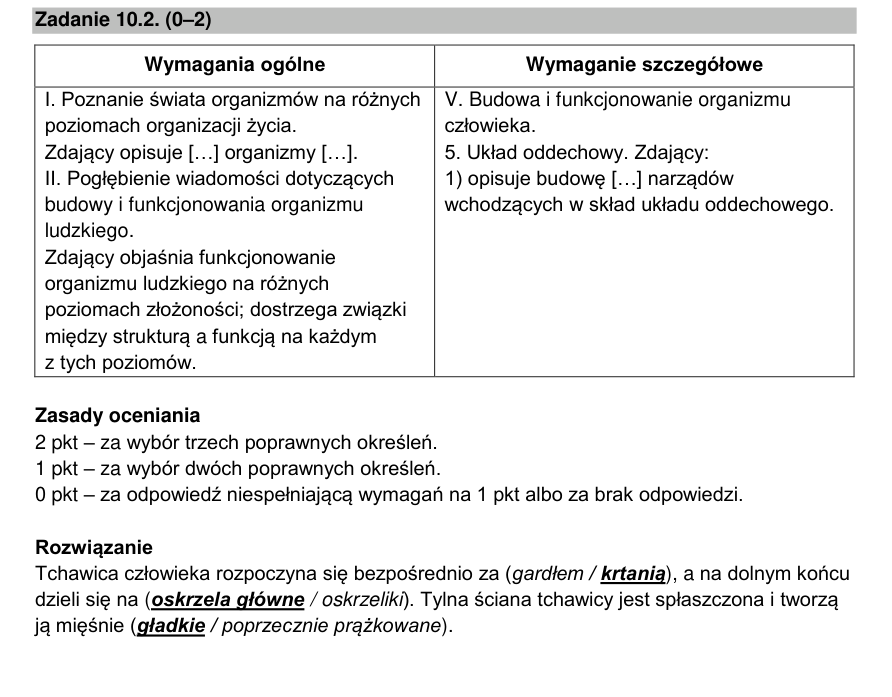 Zadanie 10.2. (0–2)
Wymagania ogólne
Wymaganie szczegółowe
I. Poznanie świata organizmów na różnych
poziomach organizacji życia.
Zdający opisuje […] organizmy […].
II. Pogłębienie wiadomości dotyczących
budowy i funkcjonowania organizmu
ludzkiego.
Zdający objaśnia funkcjonowanie
organizmu ludzkiego na różnych
poziomach złożoności; dostrzega związki
między strukturą a funkcją na każdym
z tych poziomów.
V. Budowa i funkcjonowanie organizmu
człowieka.
5. Układ oddechowy. Zdający:
1) opisuje budowę […] narządów
wchodzących w skład układu oddechowego.
Zasady oceniania
2 pkt – za wybór trzech poprawnych określeń.
1 pkt – za wybór dwóch poprawnych określeń.
0 pkt – za odpowiedź niespełniającą wymagań na 1 pkt albo za brak odpowiedzi.
Rozwiązanie
Tchawica człowieka rozpoczyna się bezpośrednio za (gardłem / krtanią), a na dolnym końcu
dzieli się na (oskrzela główne / oskrzeliki). Tylna ściana tchawicy jest spłaszczona i tworzą
ją mięśnie (gładkie / poprzecznie prążkowane).